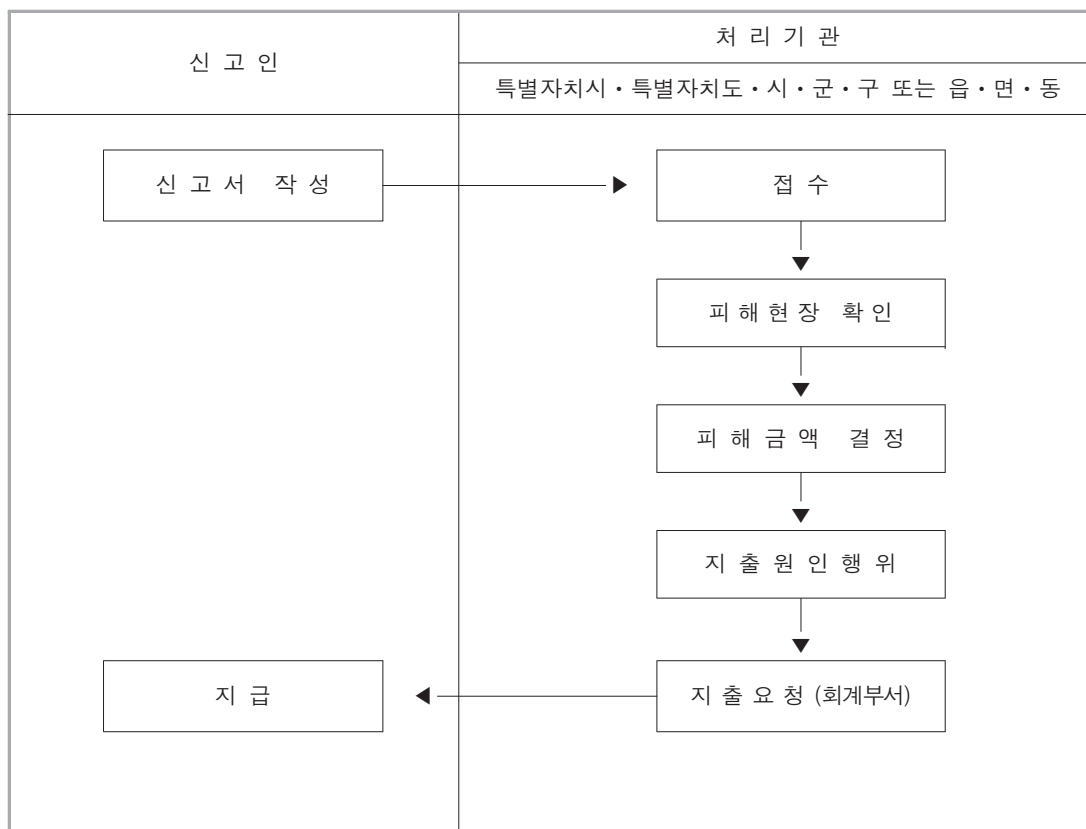 신 고 인
처 리 기 관
특별자치시・특별자치도・시・군・구 또는 읍・면・동
신 고 서 작 성
접 수
피 해 현 장 확 인
피 해 금 액 결 정
지 출 원 인 행 위
지 급
지 출 요 청 (회계부서)